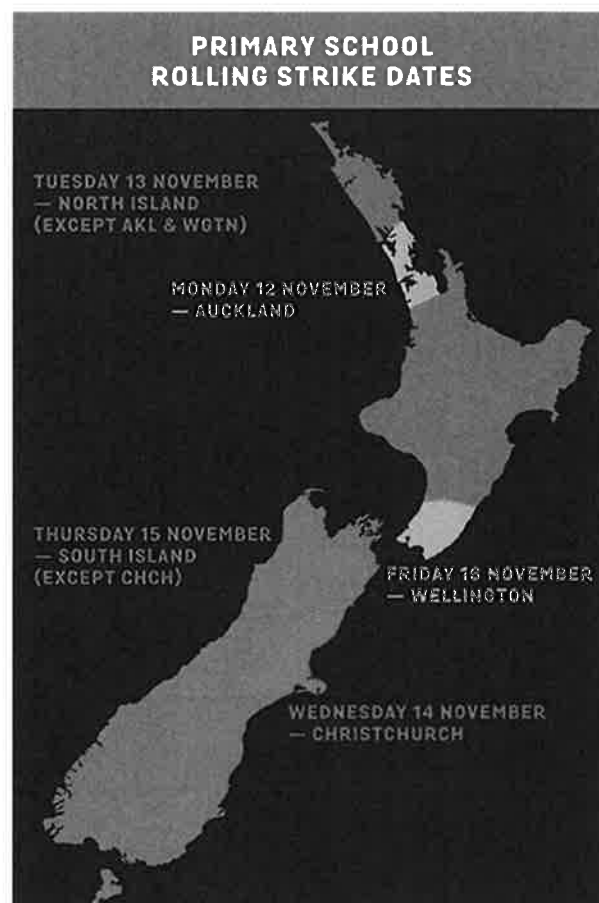 PRIMARY SCHOOL
ROLLING STRIKE DATES
TUESDAY 13 NOVEMBER
— NORTH ISLAND
(EXCEPT AKL & WGTN)
MONDAY 12 NOVEMBER
— AUCKLAND
THURSDAY 15 NOVEMBER
— SOUTH ISLAND
(EXCEPT CHCH)
FRIDAY 16 NOVEMBER
— WELLINGTON
WEDNESDAY 14 NOVEMBER
— CHRISTCHURCH